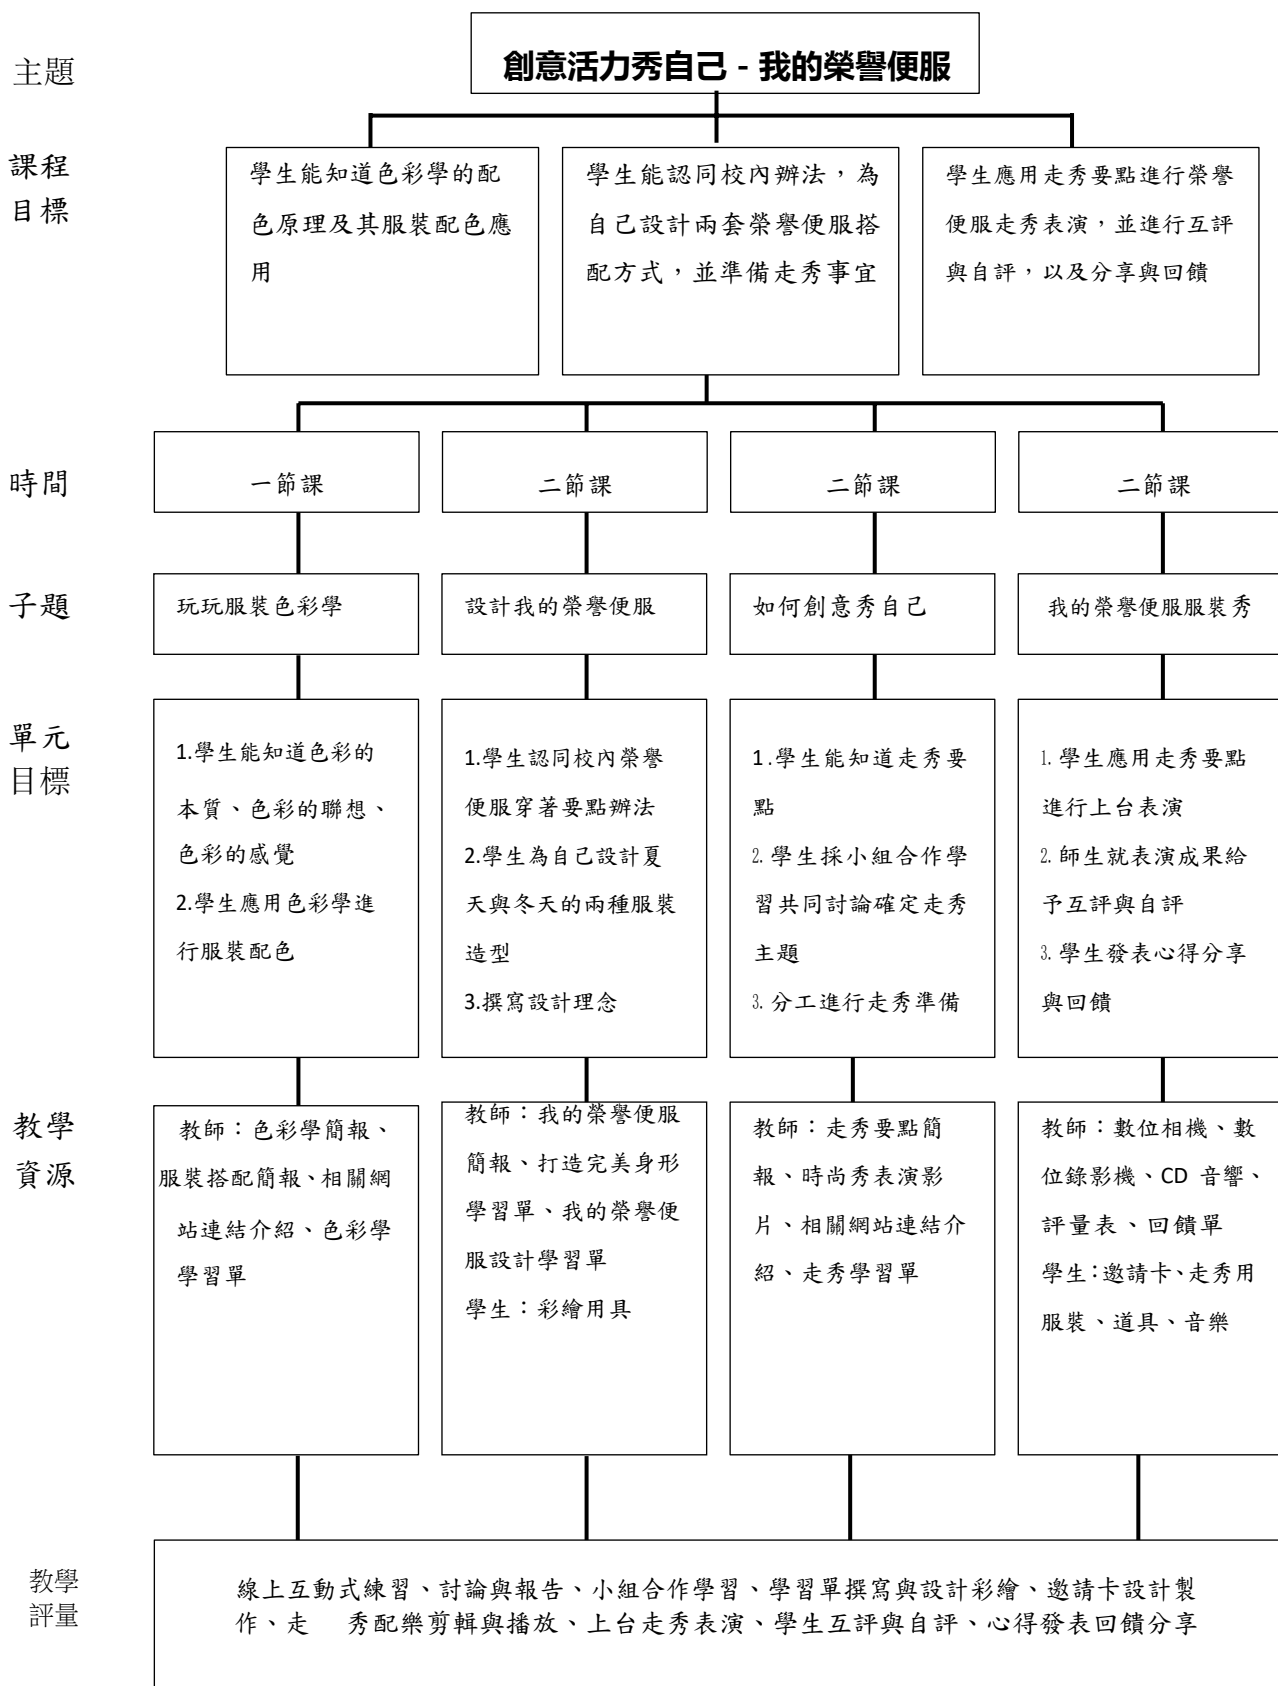 主題
創意活力秀自己 - 我的榮譽便服
課程
目標
學生能知道色彩學的配
色原理及其服裝配色應
用
學生能認同校內辦法，為
自己設計兩套榮譽便服搭
配方式，並準備走秀事宜
學生應用走秀要點進行榮譽
便服走秀表演，並進行互評
與自評，以及分享與回饋
時間
一節課
二節課
二節課
二節課
子題
玩玩服裝色彩學
設計我的榮譽便服
如何創意秀自己
我的榮譽便服服裝秀
單元
目標
1.學生能知道色彩的
本質、色彩的聯想、
色彩的感覺
2.學生應用色彩學進
行服裝配色
1.學生認同校內榮譽
便服穿著要點辦法
2.學生為自己設計夏
天與冬天的兩種服裝
造型
3.撰寫設計理念
1.學生能知道走秀要
點
2.學生採小組合作學
習共同討論確定走秀
主題
3.分工進行走秀準備
1.學生應用走秀要點
進行上台表演
2.師生就表演成果給
予互評與自評
3.學生發表心得分享
與回饋
教學
資源
教師：色彩學簡報、
服裝搭配簡報、相關網
站連結介紹、色彩學
學習單
教師：我的榮譽便服
簡報、打造完美身形
學習單、我的榮譽便
服設計學習單
學生：彩繪用具
教師：走秀要點簡
報、時尚秀表演影
片、相關網站連結介
紹、走秀學習單
教師：數位相機、數
位錄影機、CD 音響、
評量表、回饋單
學生：邀請卡、走秀用
服裝、道具、音樂
教學
評量
線上互動式練習、討論與報告、小組合作學習、學習單撰寫與設計彩繪、邀請卡設計製
作、走 秀配樂剪輯與播放、上台走秀表演、學生互評與自評、心得發表回饋分享